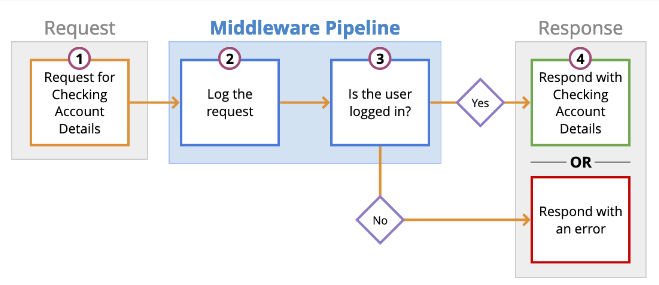 Request
Middleware Pipeline
Response
1
Request for
Checking
Account
Details
2
Log the
request
3
Is the user
logged in?
Yes
4
Respond with
Checking
Account
Details
OR
No
Respond with
an error